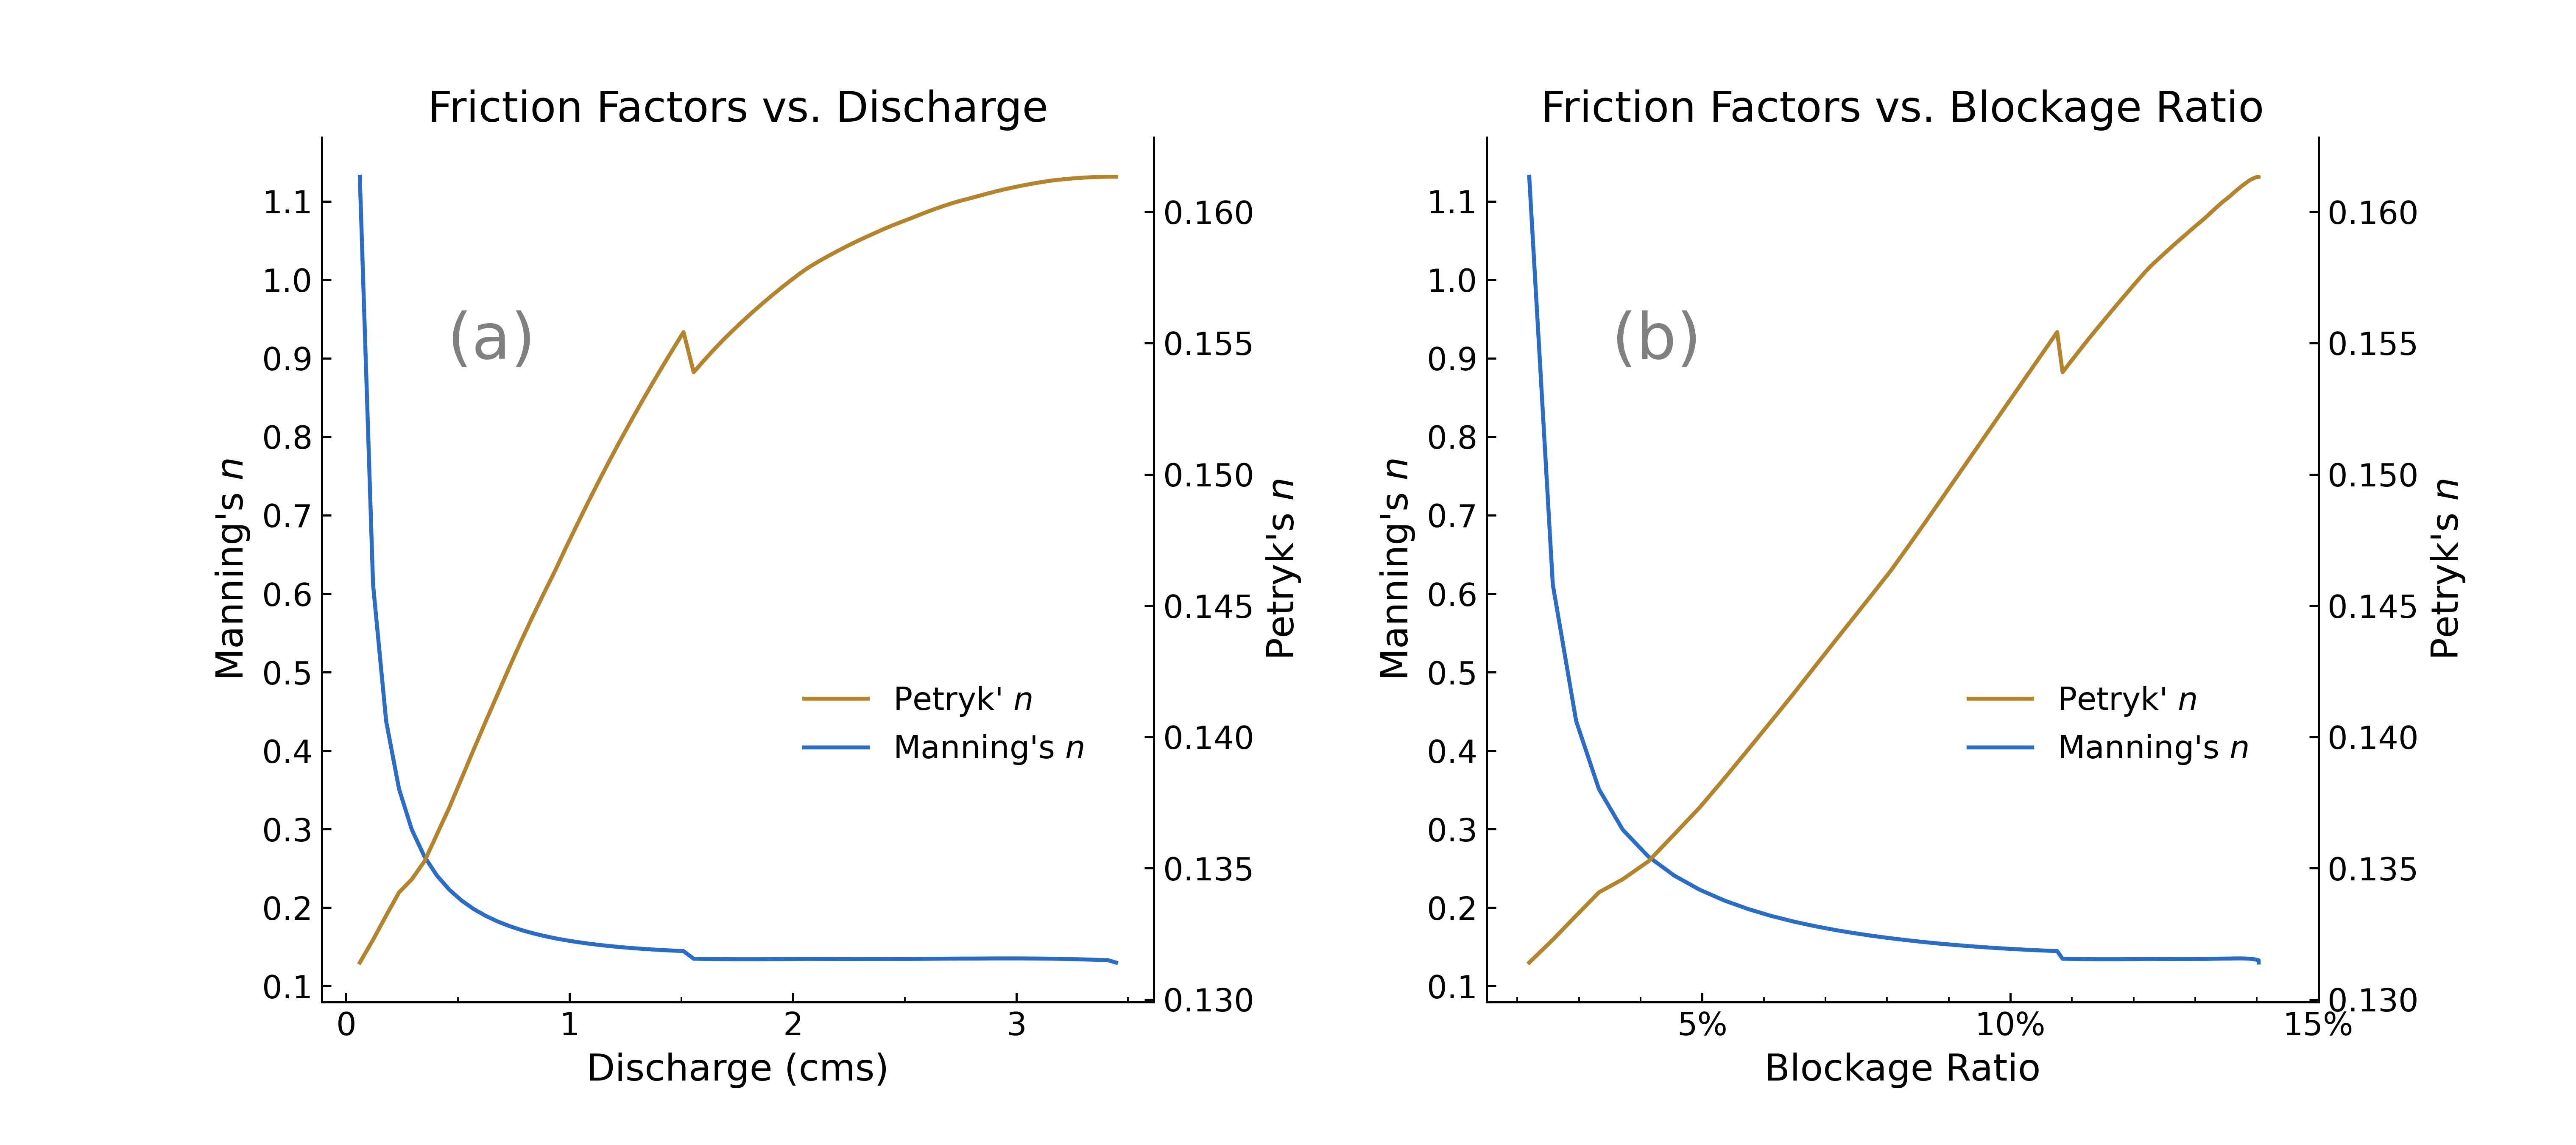 Friction Factors vs. Discharge
1.1
1.0
0.9
0.8
0.7
0.6
0.5
0.4
0.3
0.2
0.1
Manning's n
(a)
Petryk' n
Manning's n
0.160
0.155
0.150
0.145
0.140
0.135
0.130
Petryk's n
0 1 2 3
Discharge (cms)
Friction Factors vs. Blockage Ratio
1.1
1.0
0.9
0.8
0.7
0.6
0.5
0.4
0.3
0.2
0.1
Manning's n
(b)
Petryk' n
Manning's n
0.160
0.155
0.150
0.145
0.140
0.135
0.130
Petryk's n
5% 10% 15%
Blockage Ratio